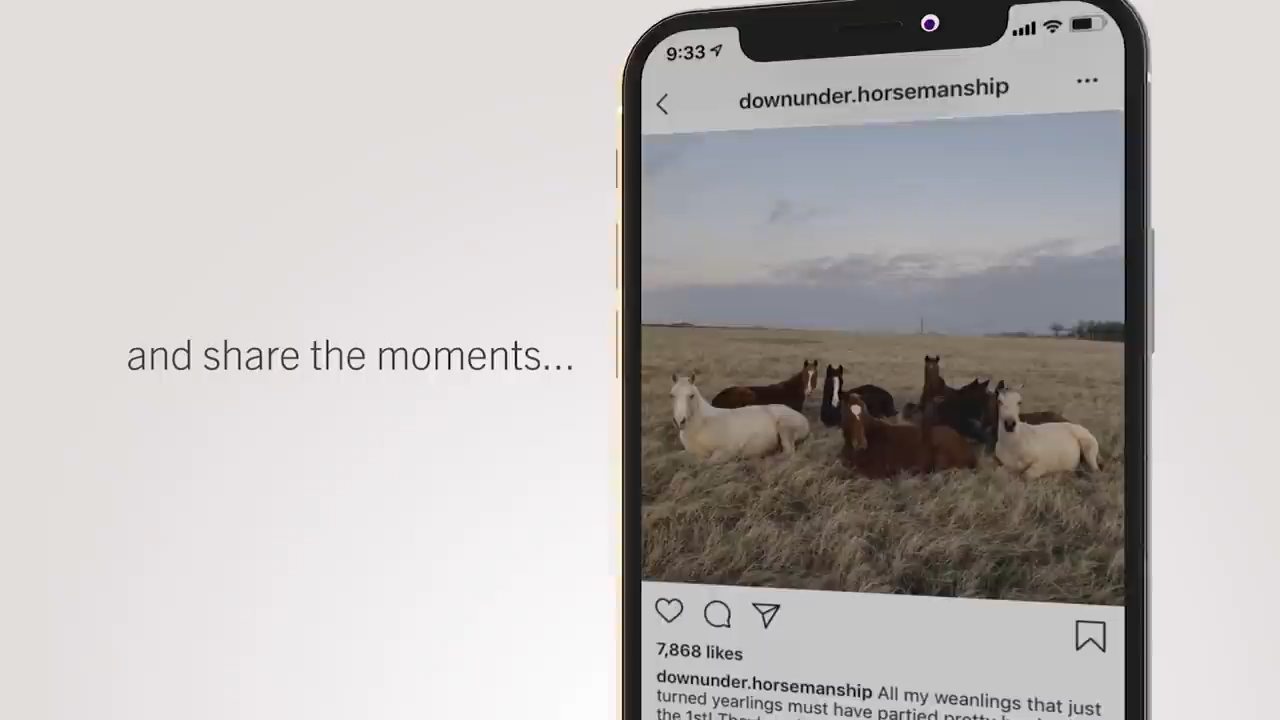 9:33
downunder.horsemanship
and share the moments...
7,868 likes
downunder.horsemanship All my weanlings that just
turned yearlings must have partied pretty
the 1st!